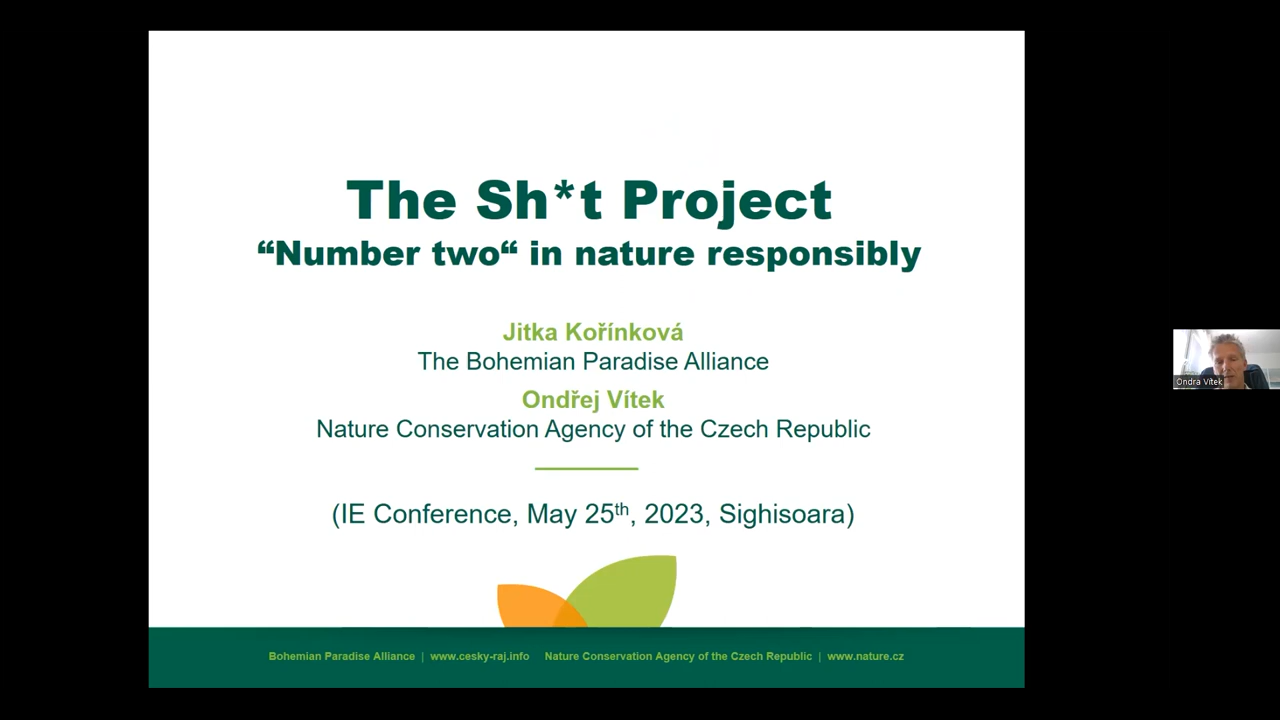 The Sh*t Project
“Number two“ in nature responsibly
Jitka Kořínková
The Bohemian Paradise Alliance
Ondřej Vítek
Nature Conservation Agency of the Czech Republic
(IE Conference, May 25th, 2023, Sighisoara)
Bohemian Paradise Alliance | www.cesky-raj.info Nature Conservation Agency of the Czech Republic | www.nature.cz
Ondra Vítek